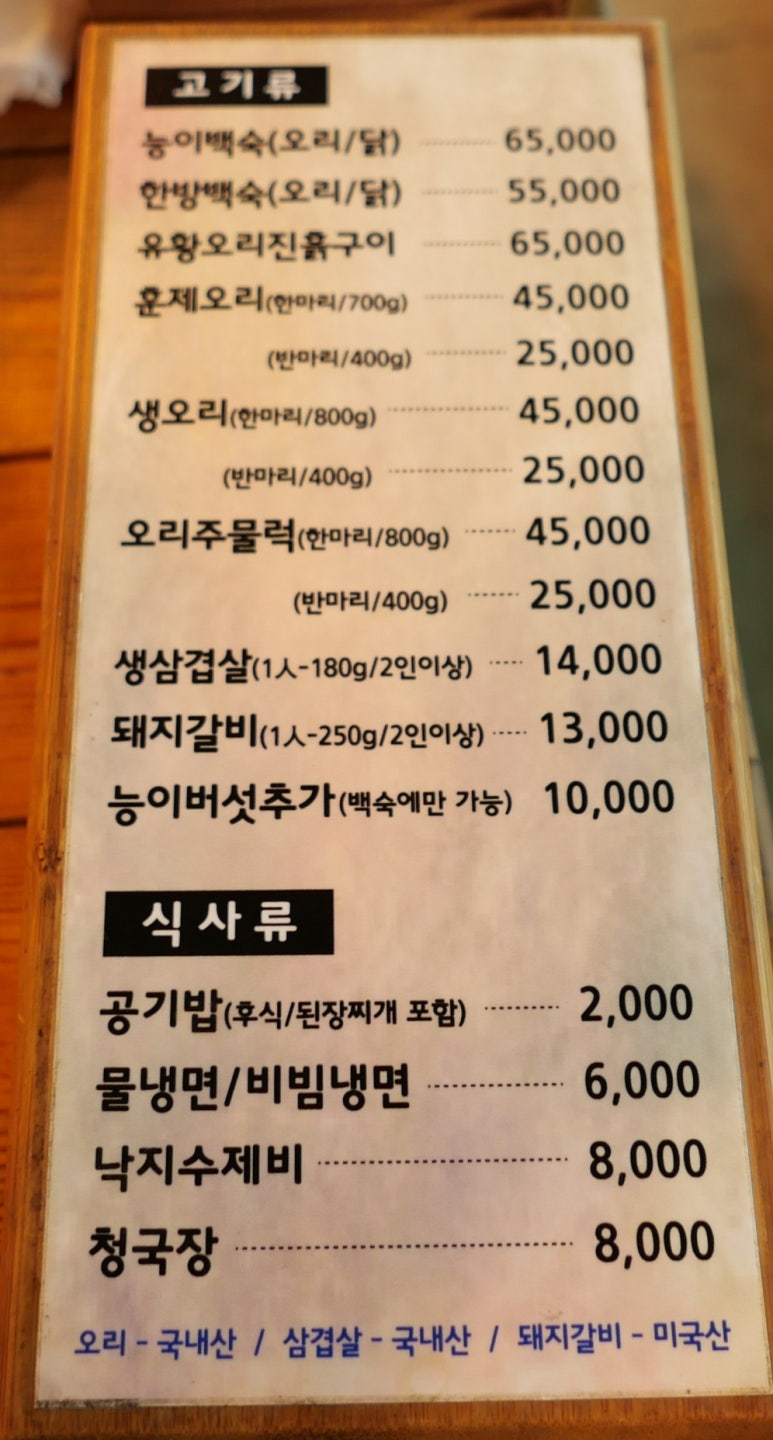 고기류
능이백숙(오리/닭) 65,000
한방백숙(오리/닭) 55,000
유황오리진흙구이 65,000
훈제오리(한마리/700g) 45,000
(반마리/400g) 25,000
생오리(한마리/800g) 45,000
(반마리/400g) 25,000
오리주물럭(한마리/800g) 45,000
(반마리/400g) 25,000
생삼겹살(1人-180g/2인이상) 14,000
돼지갈비(1人-250g/2인이상) 13,000
능이버섯추가(백숙에만 가능) 10,000
식사류
공기밥(후식/된장찌개 포함) 2,000
물냉면/비빔냉면 6,000
낙지수제비 8,000
청국장 8,000
오리 - 국내산 / 삼겹살 - 국내산 / 돼지갈비 - 미국산